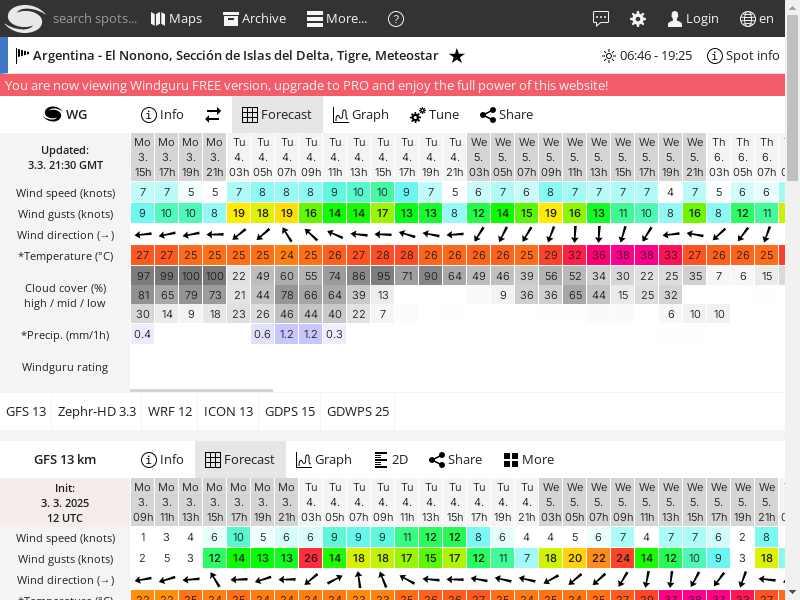 search spots... Maps Archive More... ? Login en
Argentina - El Nonono, Sección de Islas del Delta, Tigre, Meteostar ★ 06:46 - 19:25 Spot info
You are now viewing Windguru FREE version, upgrade to PRO and enjoy the full power of this website!
WG Info Forecast Graph Tune Share
Updated:
3.3. 21:30 GMT
Mo Mo Mo Mo Tu Tu Tu Tu Tu Tu Tu Tu Tu Tu We We We We We We We We We We Th Th Th
3. 3. 3. 3. 4. 4. 4. 4. 4. 4. 4. 4. 4. 4. 5. 5. 5. 5. 5. 5. 5. 5. 5. 5. 6. 6. 6.
15h 17h 19h 21h 03h 05h 07h 09h 11h 13h 15h 17h 19h 21h 03h 05h 07h 09h 11h 13h 15h 17h 19h 21h 03h 05h 07h
Wind speed (knots) 7 7 5 5 7 8 8 8 9 10 10 9 7 5 6 7 6 8 7 7 7 7 4 7 5 6 6
Wind gusts (knots) 9 10 10 8 19 18 19 16 14 14 17 13 13 8 12 14 15 19 16 13 11 10 8 16 8 12 11
Wind direction (→)
*Temperature (°C) 27 27 25 25 25 25 24 25 26 27 28 28 26 26 26 26 25 29 32 36 38 38 33 27 26 26 25
Cloud cover (%)
high / mid / low
97 99 100 100 22 49 60 55 74 86 95 71 90 64 49 46 39 56 52 34 30 22 25 35 7 6 15
81 65 79 73 21 44 78 66 64 39 13 9 36 36 65 44 15 25 32
30 14 9 18 23 26 46 44 40 22 7 6 10 10
*Precip. (mm/1h) 0.4 0.6 1.2 1.2 0.3
Windguru rating
GFS 13 Zephr-HD 3.3 WRF 12 ICON 13 GDPS 15 GDWPS 25
GFS 13 km Info Forecast Graph 2D Share More
Init:
3. 3. 2025
12 UTC
Mo Mo Mo Mo Mo Mo Mo Tu Tu Tu Tu Tu Tu Tu Tu Tu Tu We We We We We We We We We We
3. 3. 3. 3. 3. 3. 3. 4. 4. 4. 4. 4. 4. 4. 4. 4. 4. 5. 5. 5. 5. 5. 5. 5. 5. 5. 5.
09h 11h 13h 15h 17h 19h 21h 03h 05h 07h 09h 11h 13h 15h 17h 19h 21h 03h 05h 07h 09h 11h 13h 15h 17h 19h 21h
Wind speed (knots) 1 3 4 6 10 5 6 6 9 9 9 11 12 12 8 6 4 4 5 6 7 4 7 7 6 2 8
Wind gusts (knots) 2 5 3 12 14 13 13 26 14 18 18 17 15 17 12 11 7 18 20 22 24 14 12 10 9 3 18
Wind direction (→)